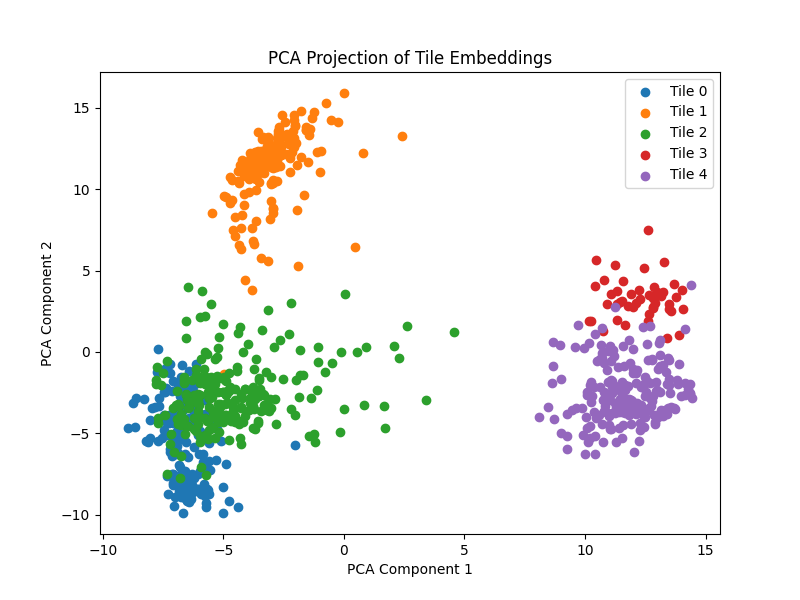 PCA Projection of Tile Embeddings
Tile 0
Tile 1
Tile 2
Tile 3
Tile 4
PCA Component 2
15
10
5
0
−5
−10
−10
−5
0
5
10
15
PCA Component 1